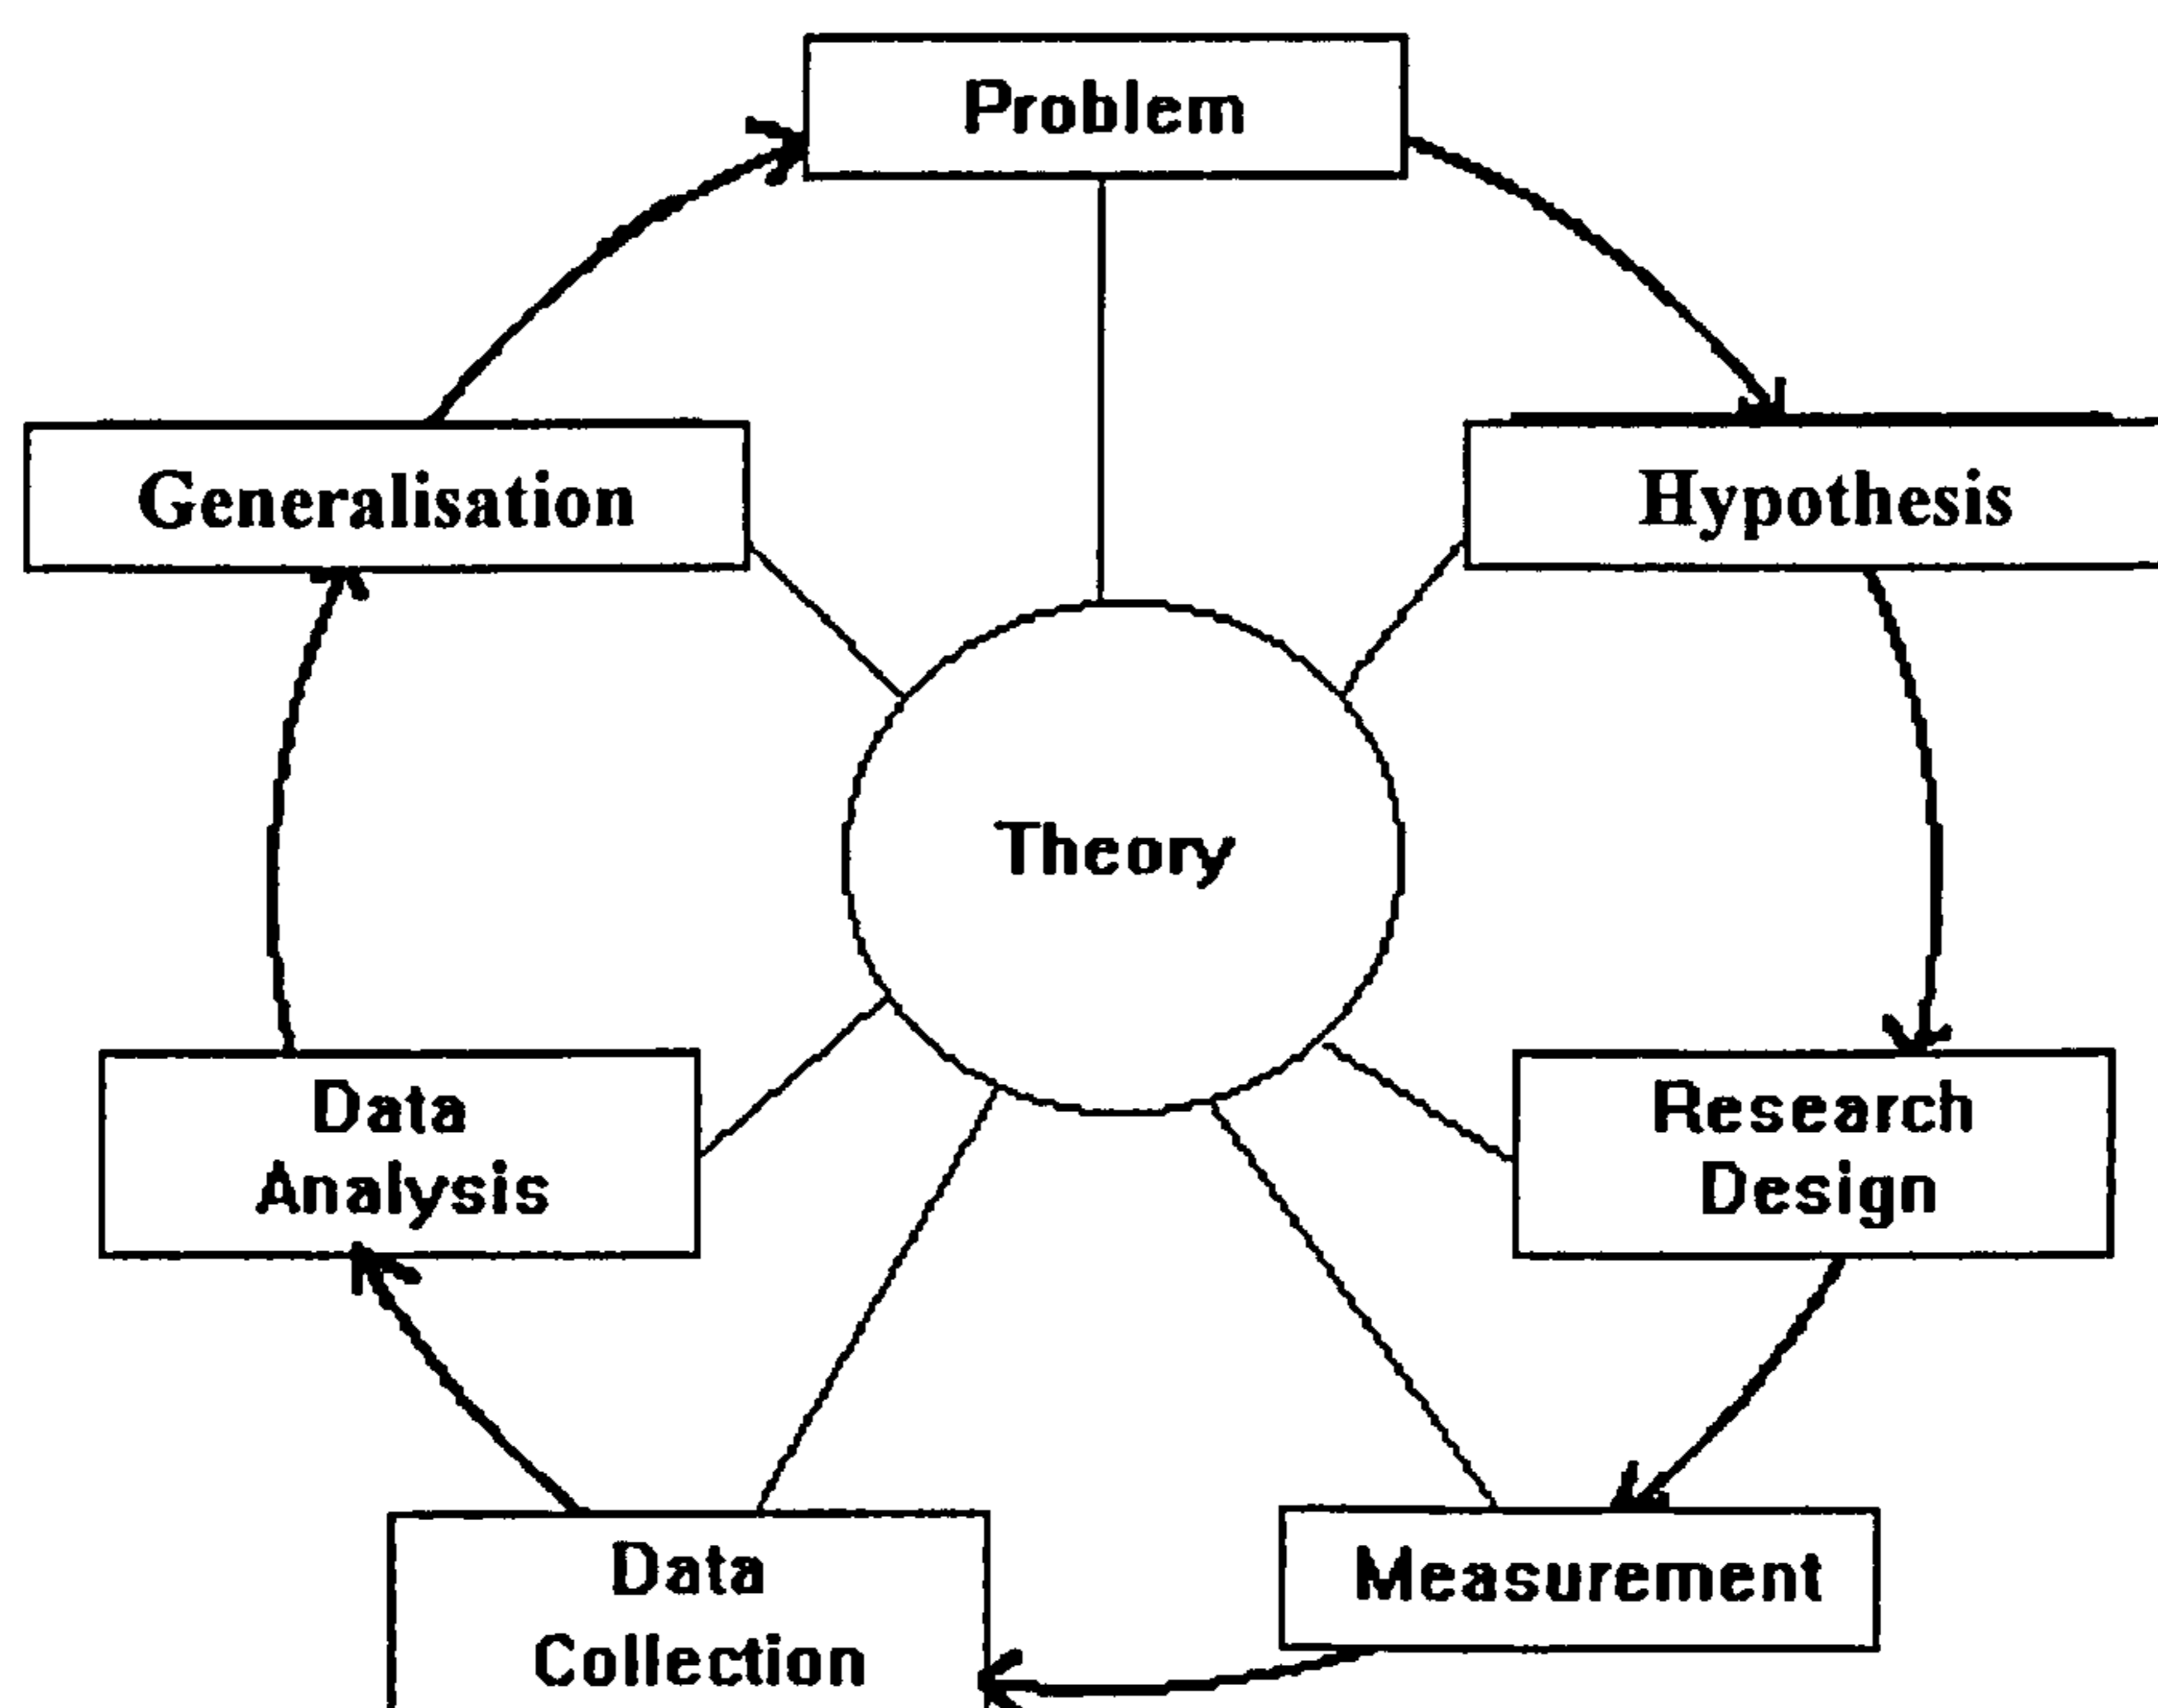 Problem
Generalisation
Hypothesis
Theory
Data
Analysis
Research
Design
Data
Collection
Measurement